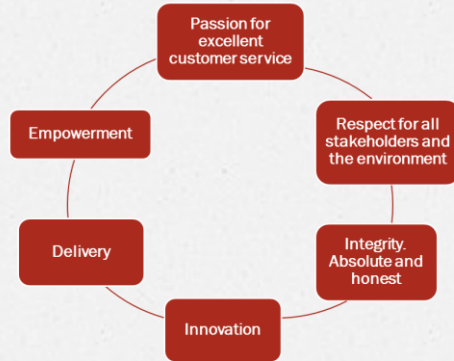 Passion for
excellent
customer service
Respect for all
stakeholders and
the environment
Integrity.
Absolute and
honest
Innovation
Delivery
Empowerment